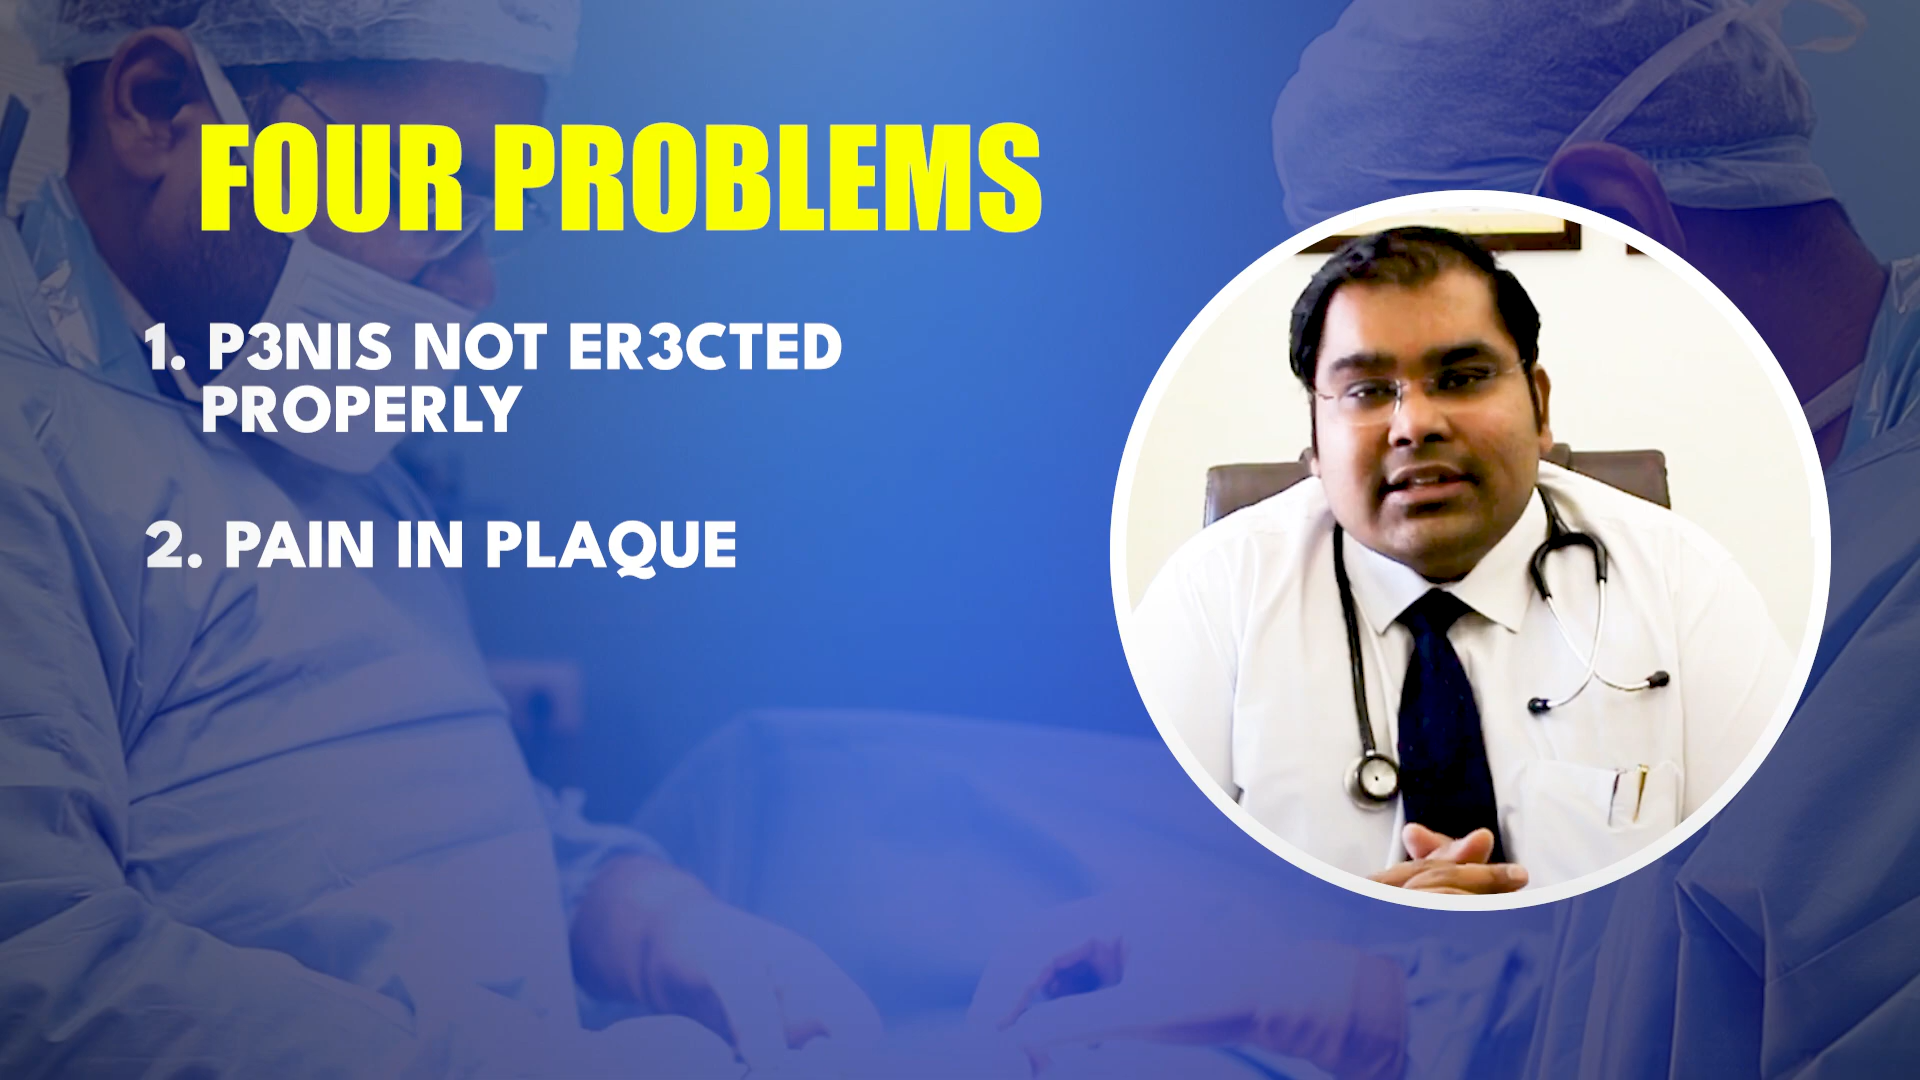 FOUR PROBLEMS
1. P3NIS NOT ER3CTED
PROPERLY
2. PAIN IN PLAQUE